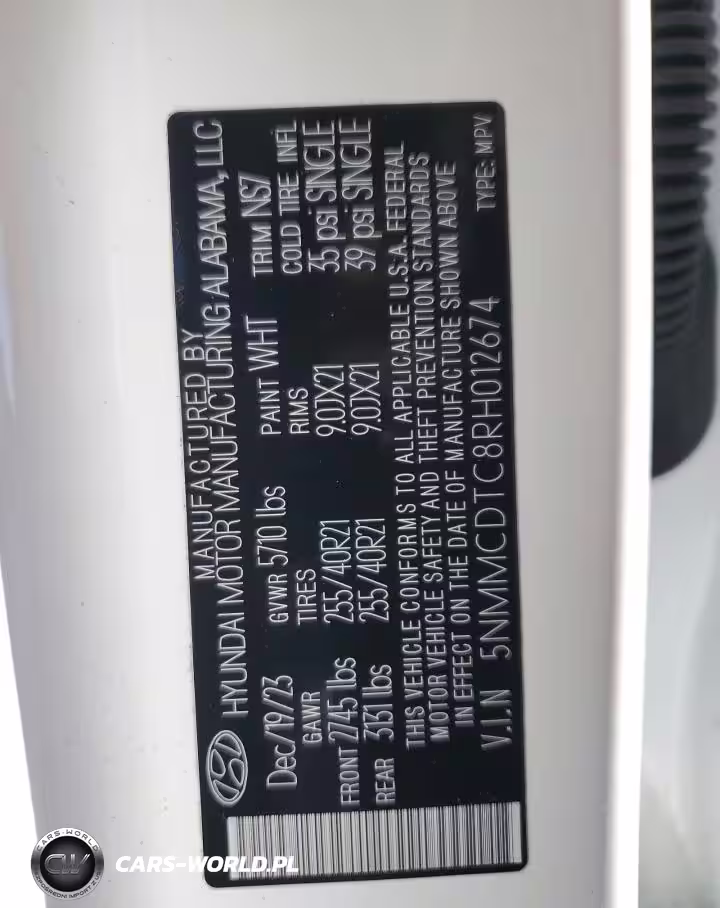 MANUFACTURED BY
HYUNDAI MOTOR MANUFACTURING ALABAMA, LLC
Dec/19/23 GVWR 5710 lbs PAINT WHT TRIM NS7
GAWR TIRES RIMS COLD TIRE INFL
FRONT 2745 lbs 255/40R21 9.0JX21 35 psi SINGLE
REAR 3131 lbs 255/40R21 9.0JX21 39 psi SINGLE
THIS VEHICLE CONFORMS TO ALL APPLICABLE U.S.A. FEDERAL
MOTOR VEHICLE SAFETY AND THEFT PREVENTION STANDARDS
IN EFFECT ON THE DATE OF MANUFACTURE SHOWN ABOVE
V.I.N 5NMMCDTC8RH012674 TYPE: MPV
CARS-WORLD
CW
CARS-WORLD.PL